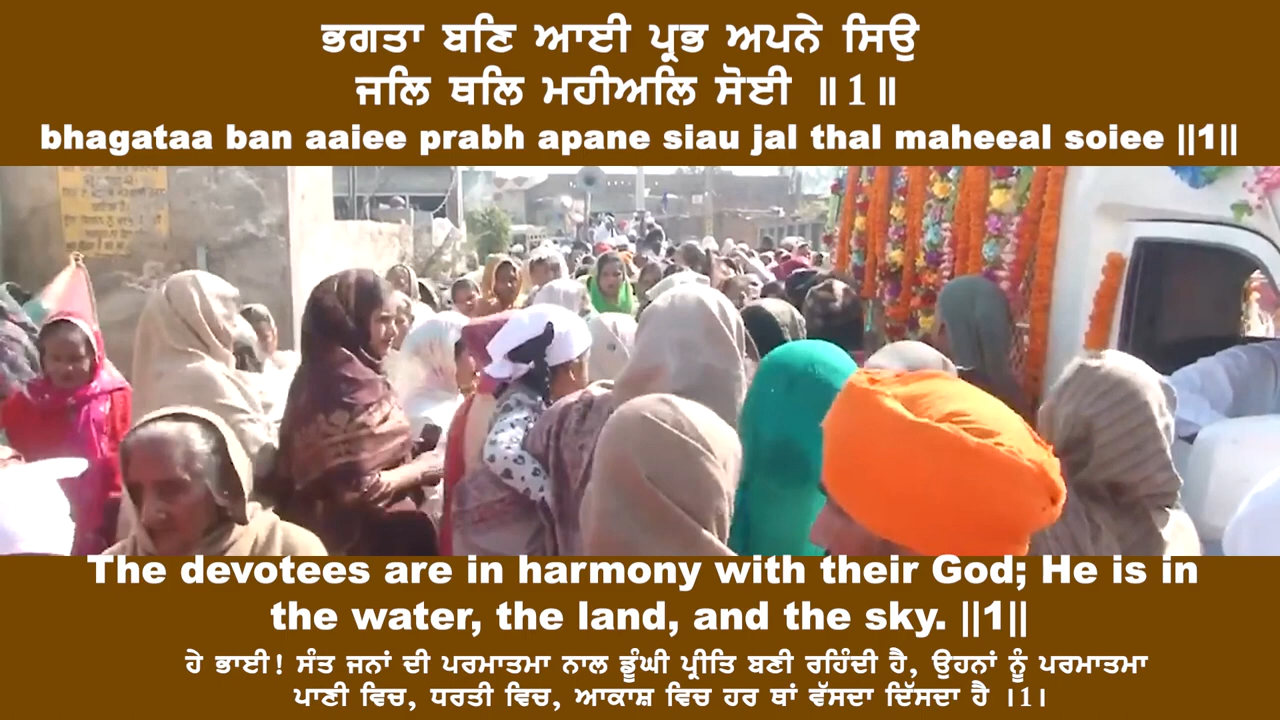 ਭਗਤਾ ਬਣਿ ਆਈ ਪ੍ਰਭ ਅਪਨੇ ਸਿਉ
ਜਲਿ ਥਲਿ ਮਹੀਅਲਿ ਸੋਈ ॥1॥
bhagataa ban aaiee prabh apane siau jal thal maheeal soiee ||1||
The devotees are in harmony with their God; He is in
the water, the land, and the sky. ||1||
ਹੇ ਭਾਈ! ਸੰਤ ਜਨਾਂ ਦੀ ਪਰਮਾਤਮਾ ਨਾਲ ਡੂੰਘੀ ਪ੍ਰੀਤਿ ਬਣੀ ਰਹਿੰਦੀ ਹੈ, ਉਹਨਾਂ ਨੂੰ ਪਰਮਾਤਮਾ
ਪਾਣੀ ਵਿਚ, ਧਰਤੀ ਵਿਚ, ਆਕਾਸ਼ ਵਿਚ ਹਰ ਥਾਂ ਵੱਸਦਾ ਦਿੱਸਦਾ ਹੈ ।1।